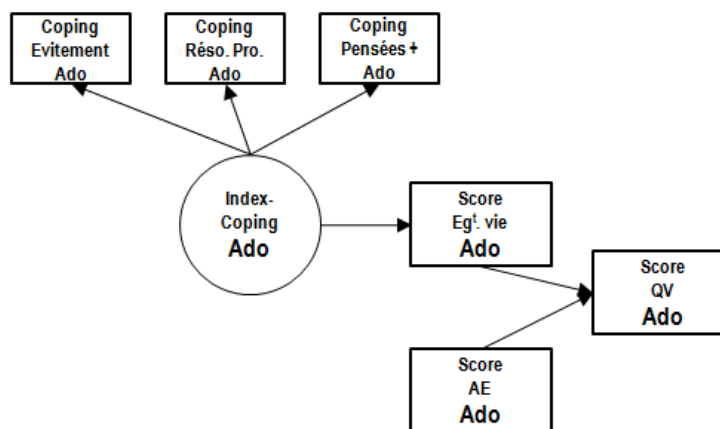 Coping
Evitement
Ado
Coping
Réso. Pro.
Ado
Coping
Pensées +
Ado
Index-
Coping
Ado
Score
Egᵗ. vie
Ado
Score
QV
Ado
Score
AE
Ado